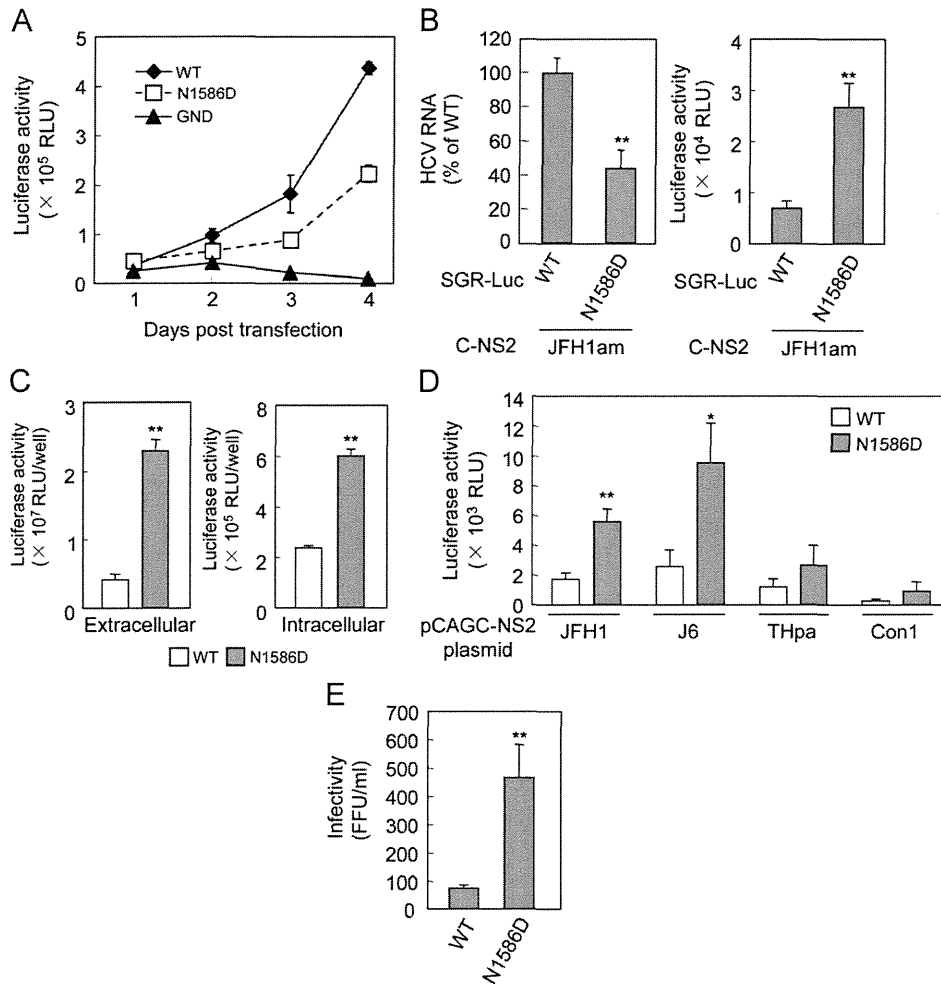 A
Luciferase activity
(× 10⁵ RLU)
5
4
3
2
1
0
WT
N1586D
GND
1 2 3 4
Days post transfection
B
HCV RNA
(% of WT)
120
100
80
60
40
20
0
**
SGR-Luc WT N1586D
C-NS2 JFH1am
Luciferase activity
(× 10⁴ RLU)
4
3
2
1
0
**
SGR-Luc WT N1586D
C-NS2 JFH1am
C
Luciferase activity
(× 10⁷ RLU/well)
3
2
1
0
**
Extracellular
Luciferase activity
(× 10⁵ RLU/well)
8
6
4
2
0
**
Intracellular
WT N1586D
D
Luciferase activity
(× 10³ RLU)
14
12
10
8
6
4
2
0
WT
N1586D
**
*
pCAGC-NS2
plasmid
JFH1 J6 THpa Con1
E
Infectivity
(FFU/ml)
700
600
500
400
300
200
100
0
**
WT N1586D